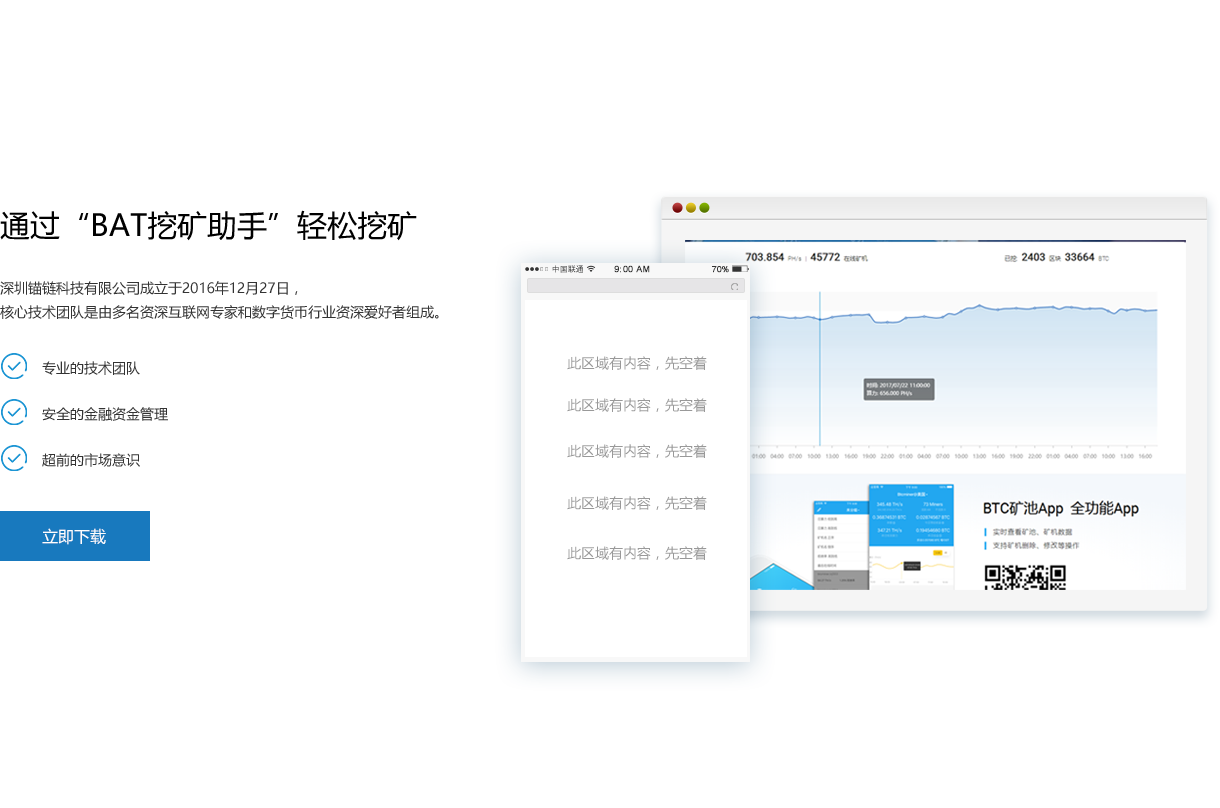 通过“BAT挖矿助手”轻松挖矿
深圳锚链科技有限公司成立于2016年12月27日，
核心技术团队是由多名资深互联网专家和数字货币行业资深爱好者组成。
专业的技术团队
安全的金融资金管理
超前的市场意识
立即下载
中国联通 9:00 AM 70%
此区域有内容，先空着
此区域有内容，先空着
此区域有内容，先空着
此区域有内容，先空着
此区域有内容，先空着
703.854 PH/s | 45772 在线矿机 已挖 2403 区块 33664 BTC
时间: 2017/07/22 11:00:00
算力: 656.000 PH/s
01:00 04:00 07:00 10:00 13:00 16:00 19:00 22:00 01:00 04:00 07:00 10:00 13:00 16:00 19:00 22:00 01:00 04:00 07:00 10:00 13:00 16:00
BTC矿池App 全功能App
实时查看矿池、矿机数据
支持矿机删除、修改等操作